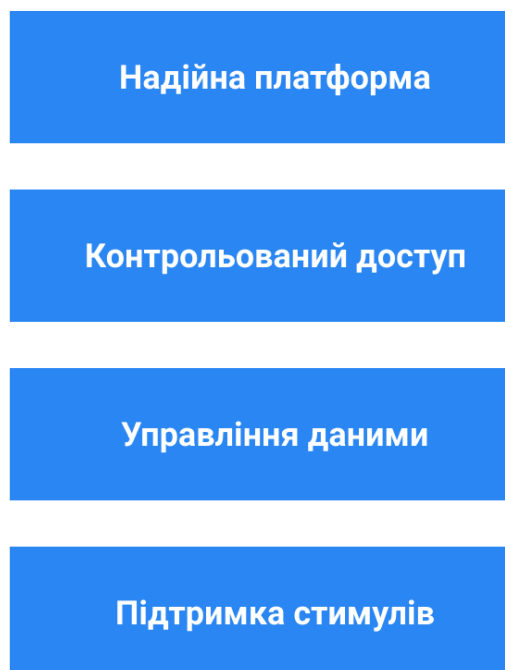 Надійна платформа
Контрольований доступ
Управління даними
Підтримка стимулів